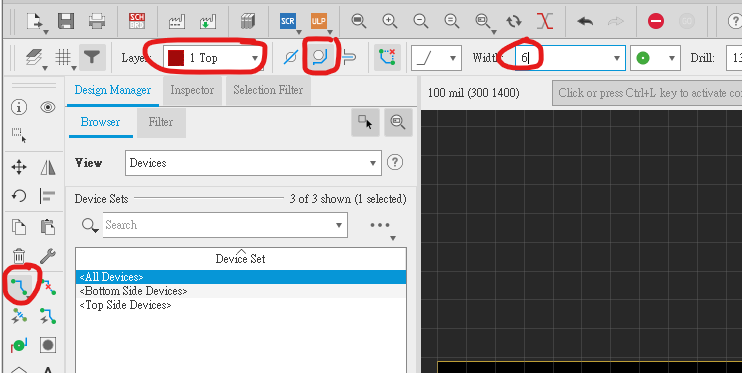 SCH
BRD
SCR
ULP
Layer:
1 Top
Width:
6
Drill:
Design Manager
Inspector
Selection Filter
100 mil (300 1400)
Click or press Ctrl+L key to activate
Browser
Filter
View
Devices
Device Sets
3 of 3 shown (1 selected)
Search
Device Set
<All Devices>
<Bottom Side Devices>
<Top Side Devices>